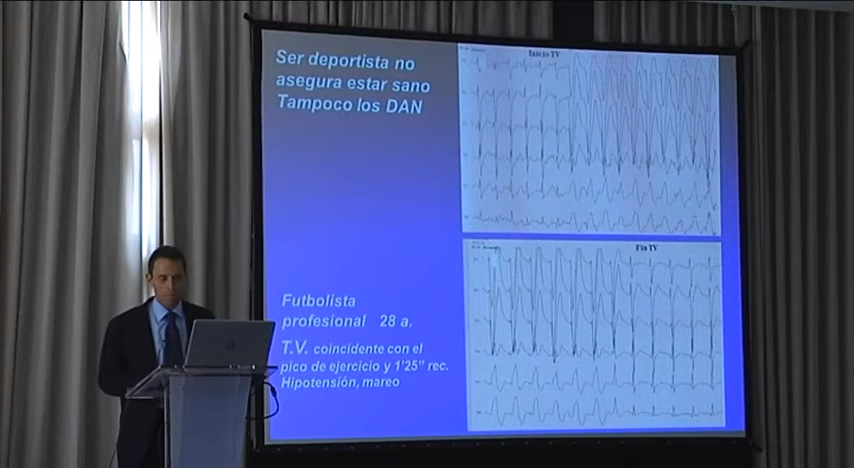 Ser deportista no
asegura estar sano
Tampoco los DAN
Inicio TV
Fin TV
Futbolista
profesional 28 a.
T.V. coincidente con el
pico de ejercicio y 1'25" rec.
Hipotensión, mareo